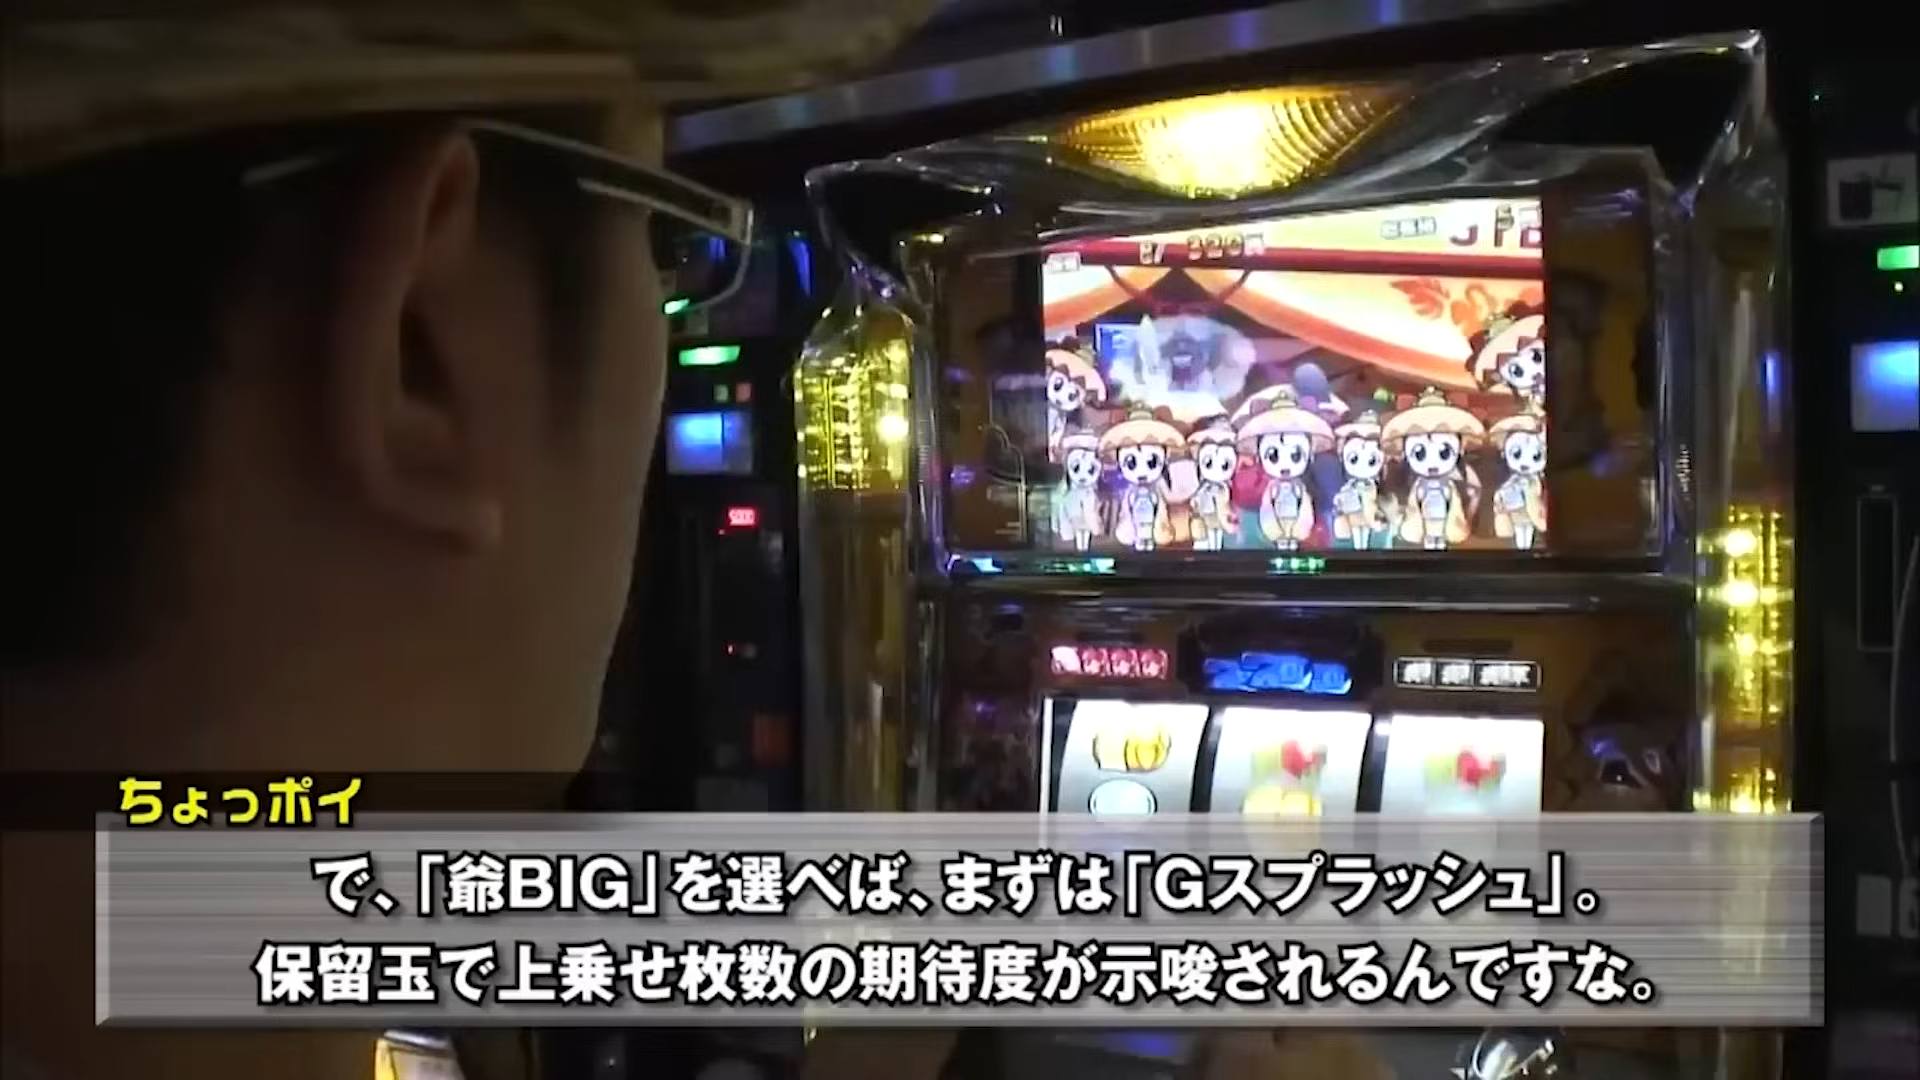 ちょっポイ
で、「爺BIG」を選べば、まずは「Gスプラッシュ」。
保留玉で上乗せ枚数の期待度が示唆されるんですな。